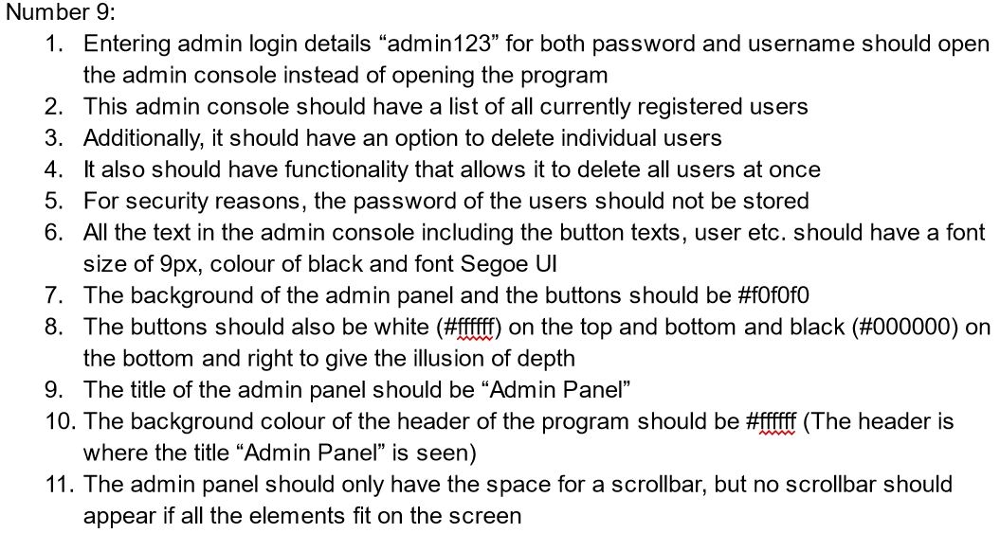 Number 9:
1. Entering admin login details “admin123” for both password and username should open
the admin console instead of opening the program
2. This admin console should have a list of all currently registered users
3. Additionally, it should have an option to delete individual users
4. It also should have functionality that allows it to delete all users at once
5. For security reasons, the password of the users should not be stored
6. All the text in the admin console including the button texts, user etc. should have a font
size of 9px, colour of black and font Segoe UI
7. The background of the admin panel and the buttons should be #f0f0f0
8. The buttons should also be white (#ffffff) on the top and bottom and black (#000000) on
the bottom and right to give the illusion of depth
9. The title of the admin panel should be “Admin Panel”
10. The background colour of the header of the program should be #ffffff (The header is
where the title “Admin Panel” is seen)
11. The admin panel should only have the space for a scrollbar, but no scrollbar should
appear if all the elements fit on the screen